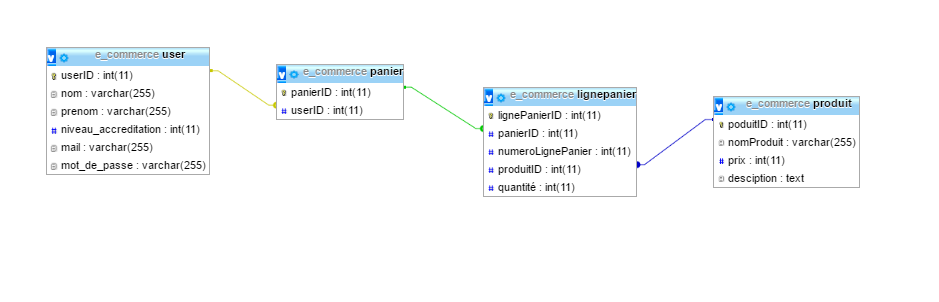 e_commerce user
userID : int(11)
nom : varchar(255)
prenom : varchar(255)
niveau_accreditation : int(11)
mail : varchar(255)
mot_de_passe : varchar(255)
e_commerce panier
panierID : int(11)
userID : int(11)
e_commerce lignepanier
lignePanierID : int(11)
panierID : int(11)
numeroLignePanier : int(11)
produitID : int(11)
quantité : int(11)
e_commerce produit
poduitID : int(11)
nomProduit : varchar(255)
prix : int(11)
desciption : text